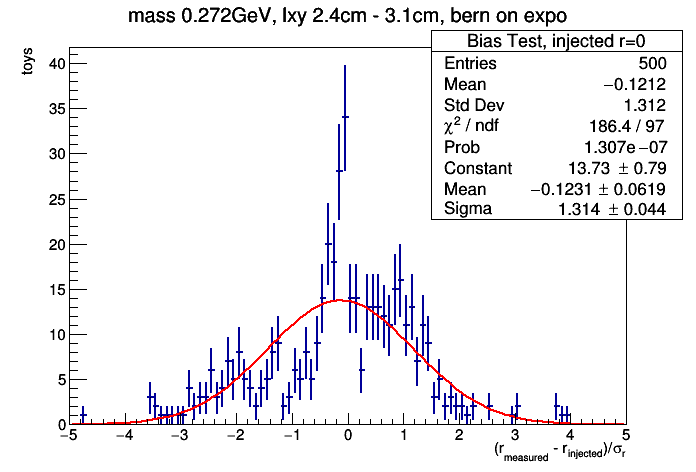 mass 0.272GeV, lxy 2.4cm - 3.1cm, bern on expo
toys
Bias Test, injected r=0
Entries 500
Mean −0.1212
Std Dev 1.312
χ² / ndf 186.4 / 97
Prob 1.307e−07
Constant 13.73 ± 0.79
Mean −0.1231 ± 0.0619
Sigma 1.314 ± 0.044
40
35
30
25
20
15
10
5
0
−5 −4 −3 −2 −1 0 1 2 3 4 5
(r_measured - r_injected)/σ_r